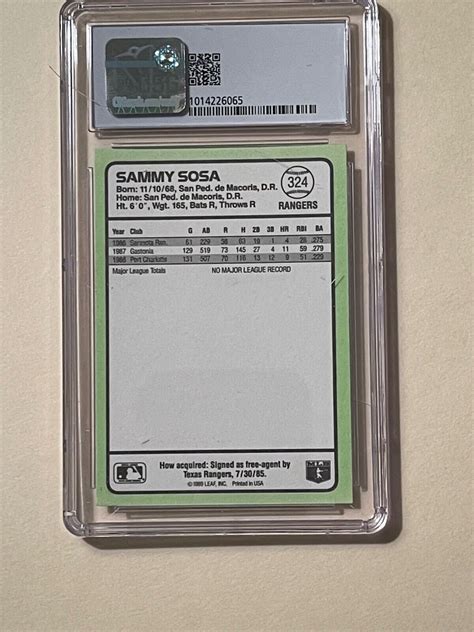 1014226065
SAMMY SOSA
324
Born: 11/10/68, San Ped. de Macoris, D.R.
Home: San Ped. de Macoris, D.R.
Ht. 6'0", Wgt. 165, Bats R, Throws R
RANGERS
Year Club G AB R H 2B 3B HR RBI BA
1986 Sarasota Ran. 61 229 58 63 19 1 4 28 .275
1987 Gastonia 129 519 73 145 27 4 11 59 .279
1988 Port Charlotte 131 507 70 116 13 12 9 51 .229
Major League Totals NO MAJOR LEAGUE RECORD
How acquired: Signed as free-agent by
Texas Rangers, 7/30/85.
© 1989 LEAF, INC. Printed in USA